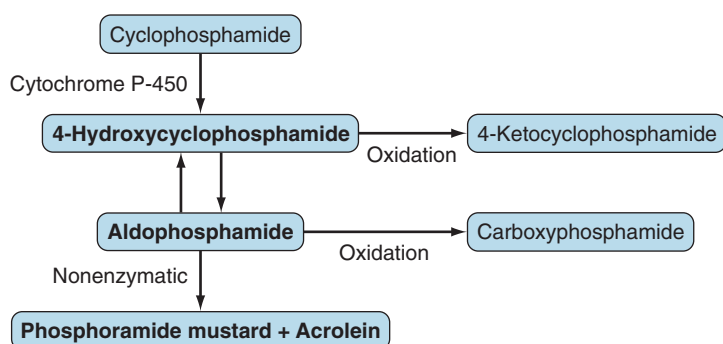 Cyclophosphamide
Cytochrome P-450
4-Hydroxycyclophosphamide
Oxidation
4-Ketocyclophosphamide
Aldophosphamide
Oxidation
Carboxyphosphamide
Nonenzymatic
Phosphoramide mustard + Acrolein